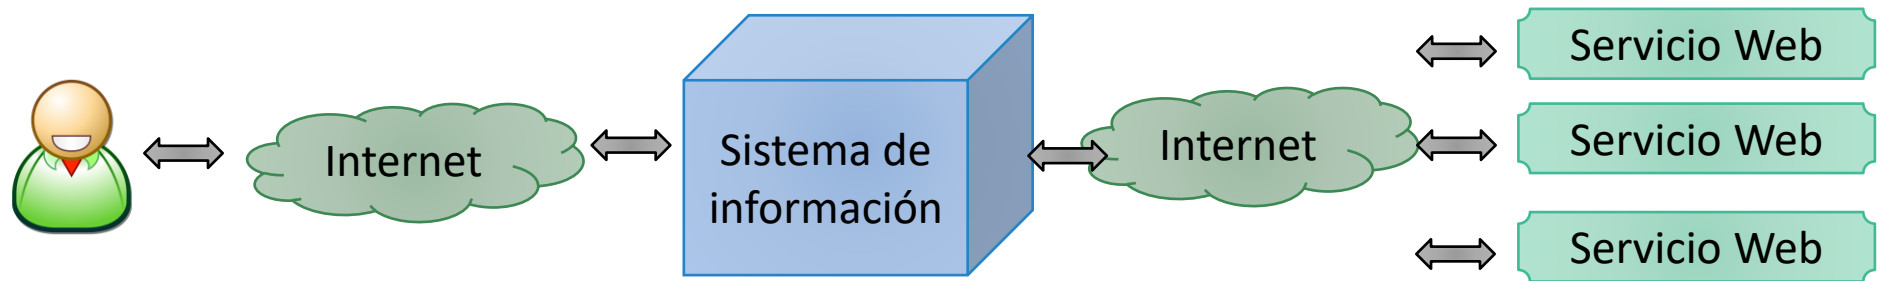 Internet
Sistema de
información
Internet
Servicio Web
Servicio Web
Servicio Web